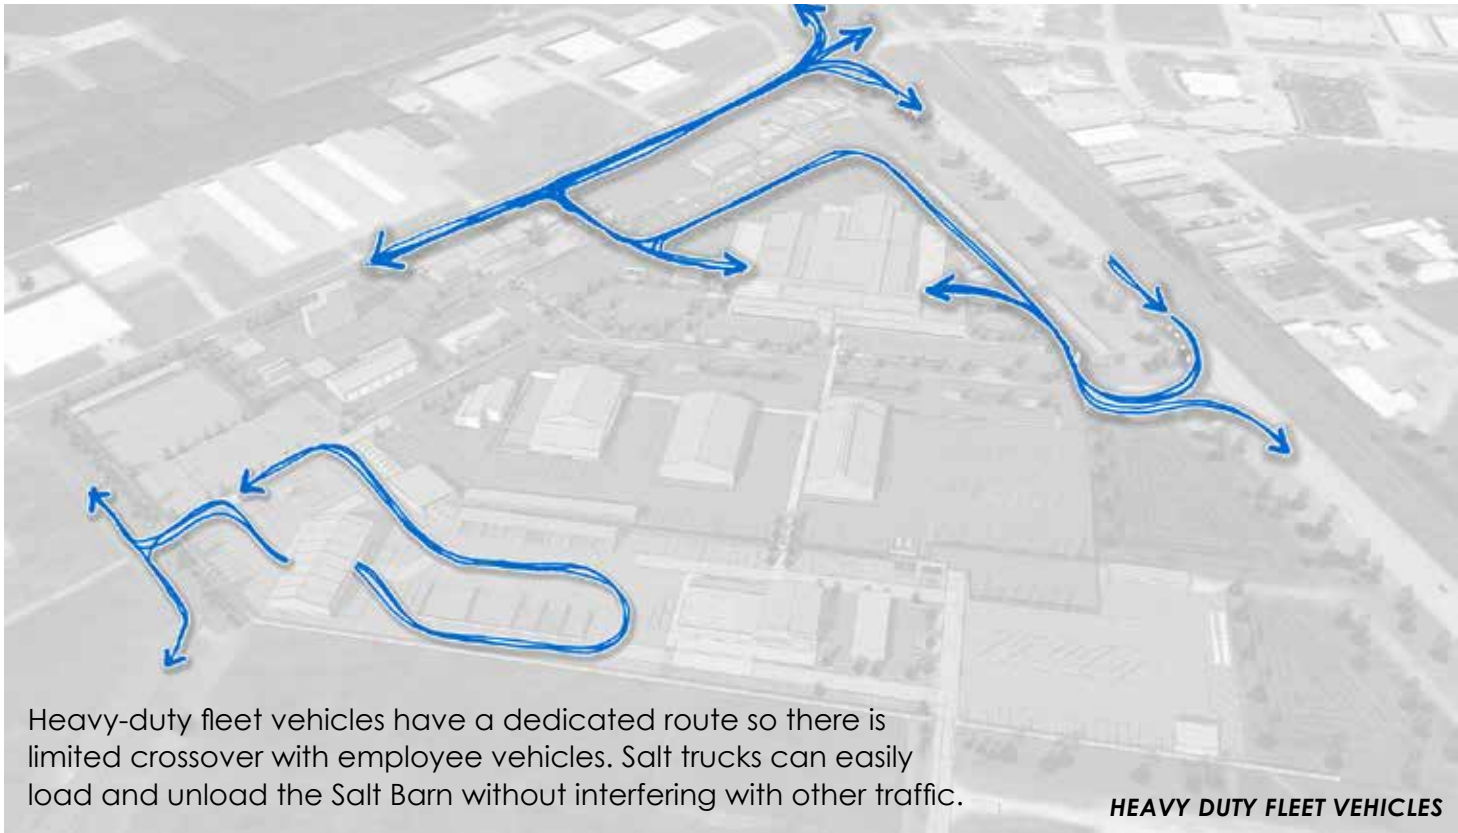 Heavy-duty fleet vehicles have a dedicated route so there is
limited crossover with employee vehicles. Salt trucks can easily
load and unload the Salt Barn without interfering with other traffic.
HEAVY DUTY FLEET VEHICLES